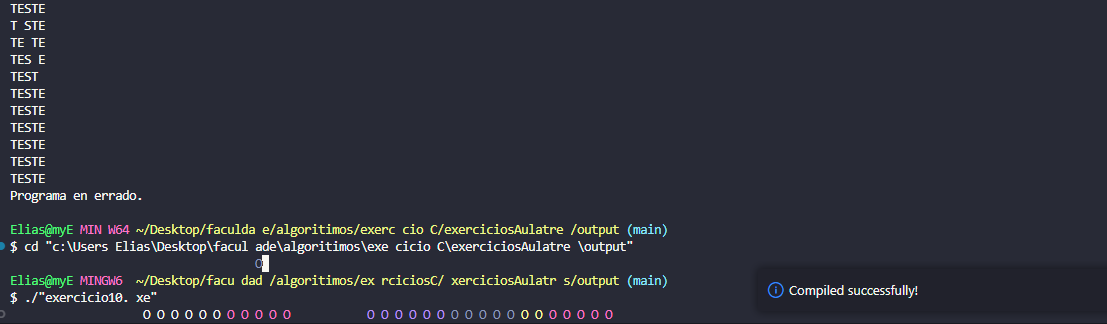 TESTE
T STE
TE TE
TES E
TEST
TESTE
TESTE
TESTE
TESTE
TESTE
TESTE
Programa en errado.
Elias@myE MIN W64 ~/Desktop/faculda e/algoritimos/exerc cio C/exerciciosAulatre /output (main)
$ cd "c:\Users Elias\Desktop\facul ade\algoritimos\exe cicio C\exerciciosAulatre \output"
O
Elias@myE MINGW6  ~/Desktop/facu dad /algoritimos/ex rciciosC/ xerciciosAulatr s/output (main)
$ ./"exercicio10. xe"
O O O O O O O O O O O O O O O O O O O O O O O O O O O O O
Compiled successfully!